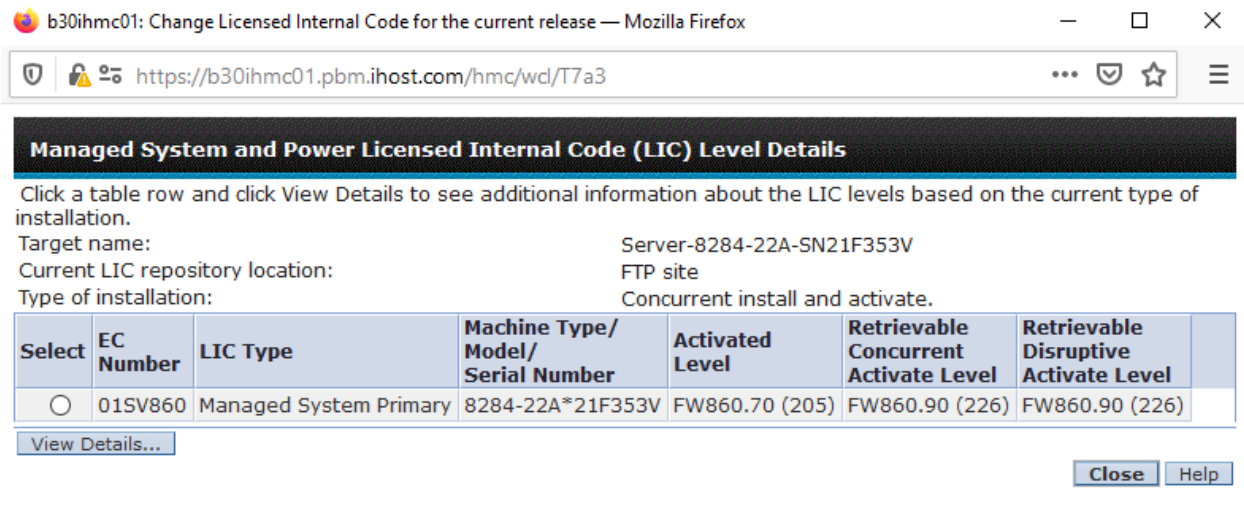 b30ihmc01: Change Licensed Internal Code for the current release — Mozilla Firefox
https://b30ihmc01.pbm.ihost.com/hmc/wcl/T7a3
Managed System and Power Licensed Internal Code (LIC) Level Details
Click a table row and click View Details to see additional information about the LIC levels based on the current type of
installation.
Target name: Server-8284-22A-SN21F353V
Current LIC repository location: FTP site
Type of installation: Concurrent install and activate.
Select EC Number LIC Type Machine Type/ Model/ Serial Number Activated Level Retrievable Concurrent Activate Level Retrievable Disruptive Activate Level
01SV860 Managed System Primary 8284-22A*21F353V FW860.70 (205) FW860.90 (226) FW860.90 (226)
View Details...
Close Help